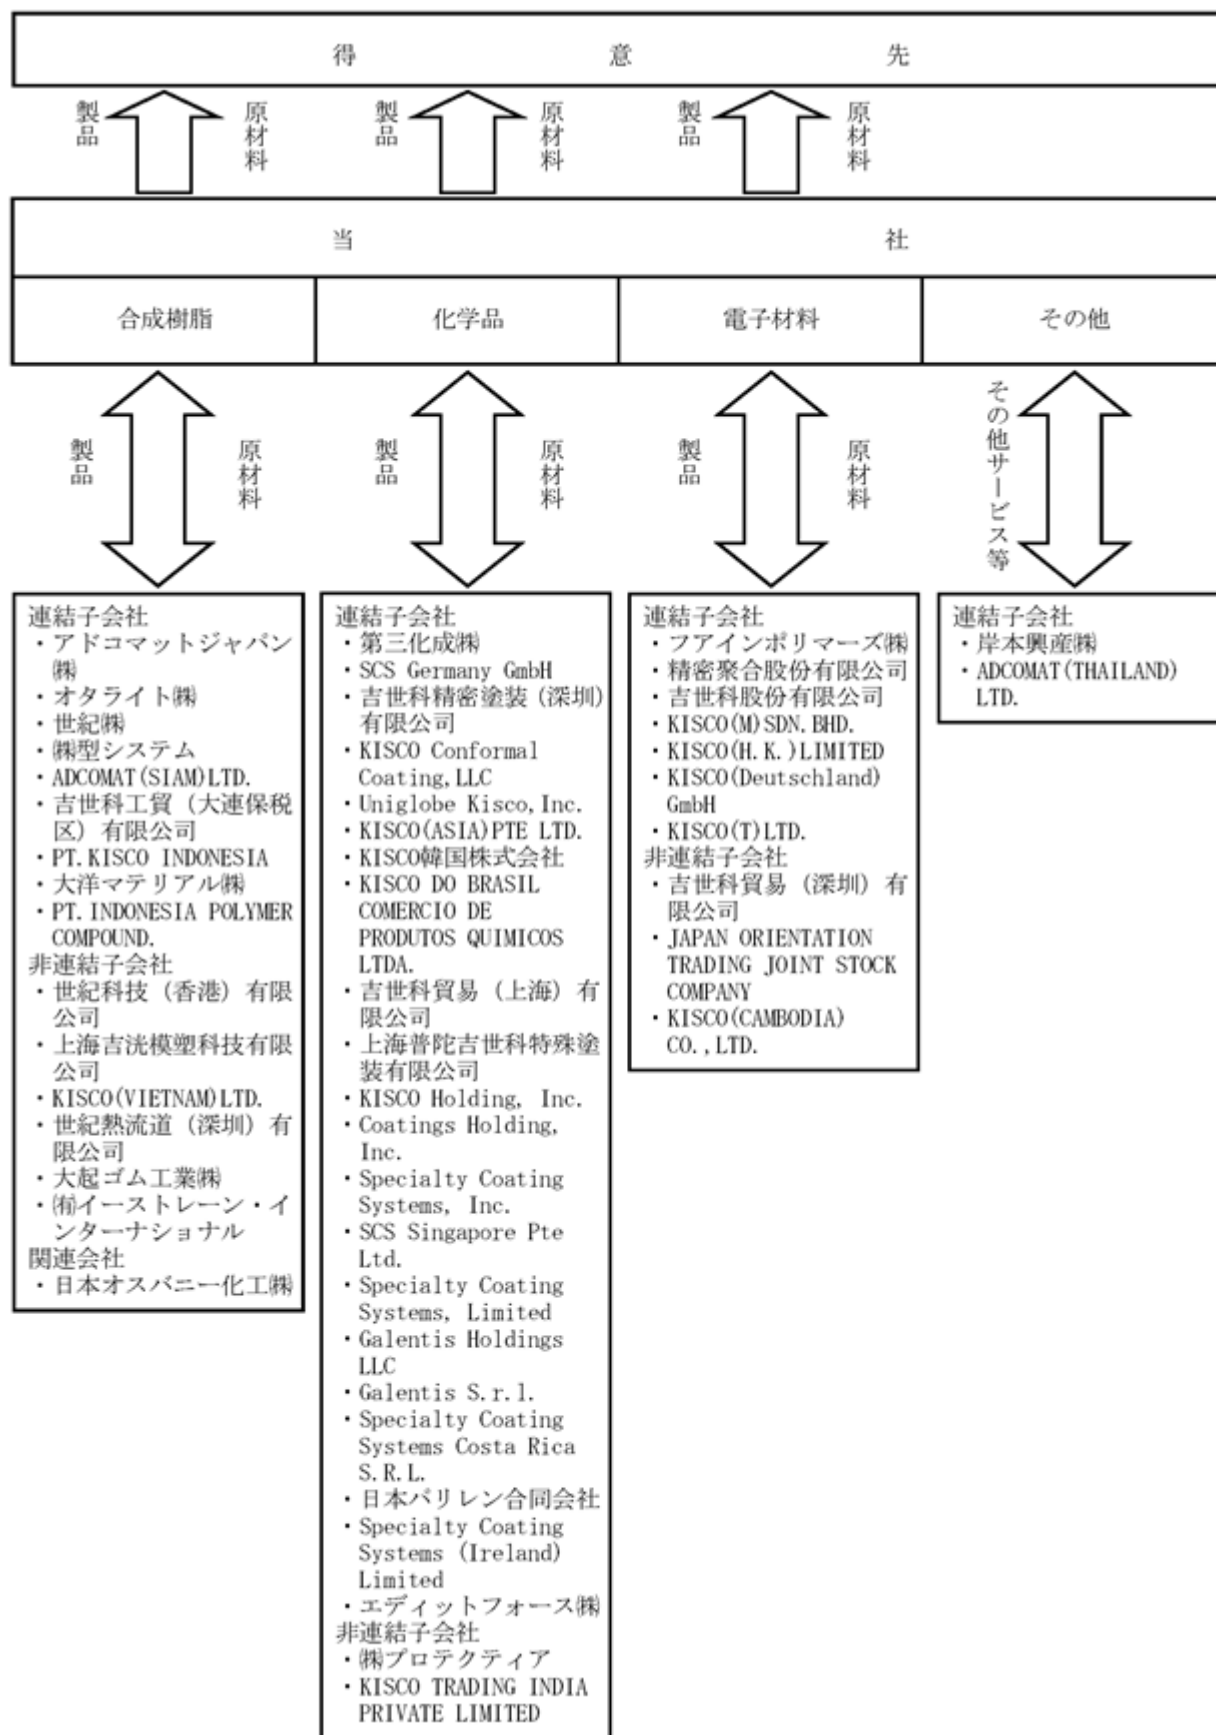 得意先
製品
原材料
製品
原材料
製品
原材料
当社
合成樹脂
化学品
電子材料
その他
製品
原材料
製品
原材料
製品
原材料
その他サービス等
連結子会社
・アドコマットジャパン
㈱
・オタライト㈱
・世紀㈱
・㈱型システム
・ADCOMAT(SIAM)LTD.
・吉世科工貿（大連保税
区）有限公司
・PT.KISCO INDONESIA
・大洋マテリアル㈱
・PT.INDONESIA POLYMER
COMPOUND.
非連結子会社
・世紀科技（香港）有限
公司
・上海吉洸模塑科技有限
公司
・KISCO(VIETNAM)LTD.
・世紀熱流道（深圳）有
限公司
・大起ゴム工業㈱
・㈲イーストレーン・イ
ンターナショナル
関連会社
・日本オスバニー化工㈱
連結子会社
・第三化成㈱
・SCS Germany GmbH
・吉世科精密塗装（深圳）
有限公司
・KISCO Conformal
Coating,LLC
・Uniglobe Kisco,Inc.
・KISCO(ASIA)PTE LTD.
・KISCO韓国株式会社
・KISCO DO BRASIL
COMERCIO DE
PRODUTOS QUIMICOS
LTDA.
・吉世科貿易（上海）有
限公司
・上海普陀吉世科特殊塗
装有限公司
・KISCO Holding, Inc.
・Coatings Holding,
Inc.
・Specialty Coating
Systems, Inc.
・SCS Singapore Pte
Ltd.
・Specialty Coating
Systems, Limited
・Galentis Holdings
LLC
・Galentis S.r.l.
・Specialty Coating
Systems Costa Rica
S.R.L.
・日本パリレン合同会社
・Specialty Coating
Systems (Ireland)
Limited
・エディットフォース㈱
非連結子会社
・㈱プロテクティア
・KISCO TRADING INDIA
PRIVATE LIMITED
連結子会社
・フアインポリマーズ㈱
・精密聚合股份有限公司
・吉世科股份有限公司
・KISCO(M)SDN.BHD.
・KISCO(H.K.)LIMITED
・KISCO(Deutschland)
GmbH
・KISCO(T)LTD.
非連結子会社
・吉世科貿易（深圳）有
限公司
・JAPAN ORIENTATION
TRADING JOINT STOCK
COMPANY
・KISCO(CAMBODIA)
CO.,LTD.
連結子会社
・岸本興産㈱
・ADCOMAT(THAILAND)
LTD.